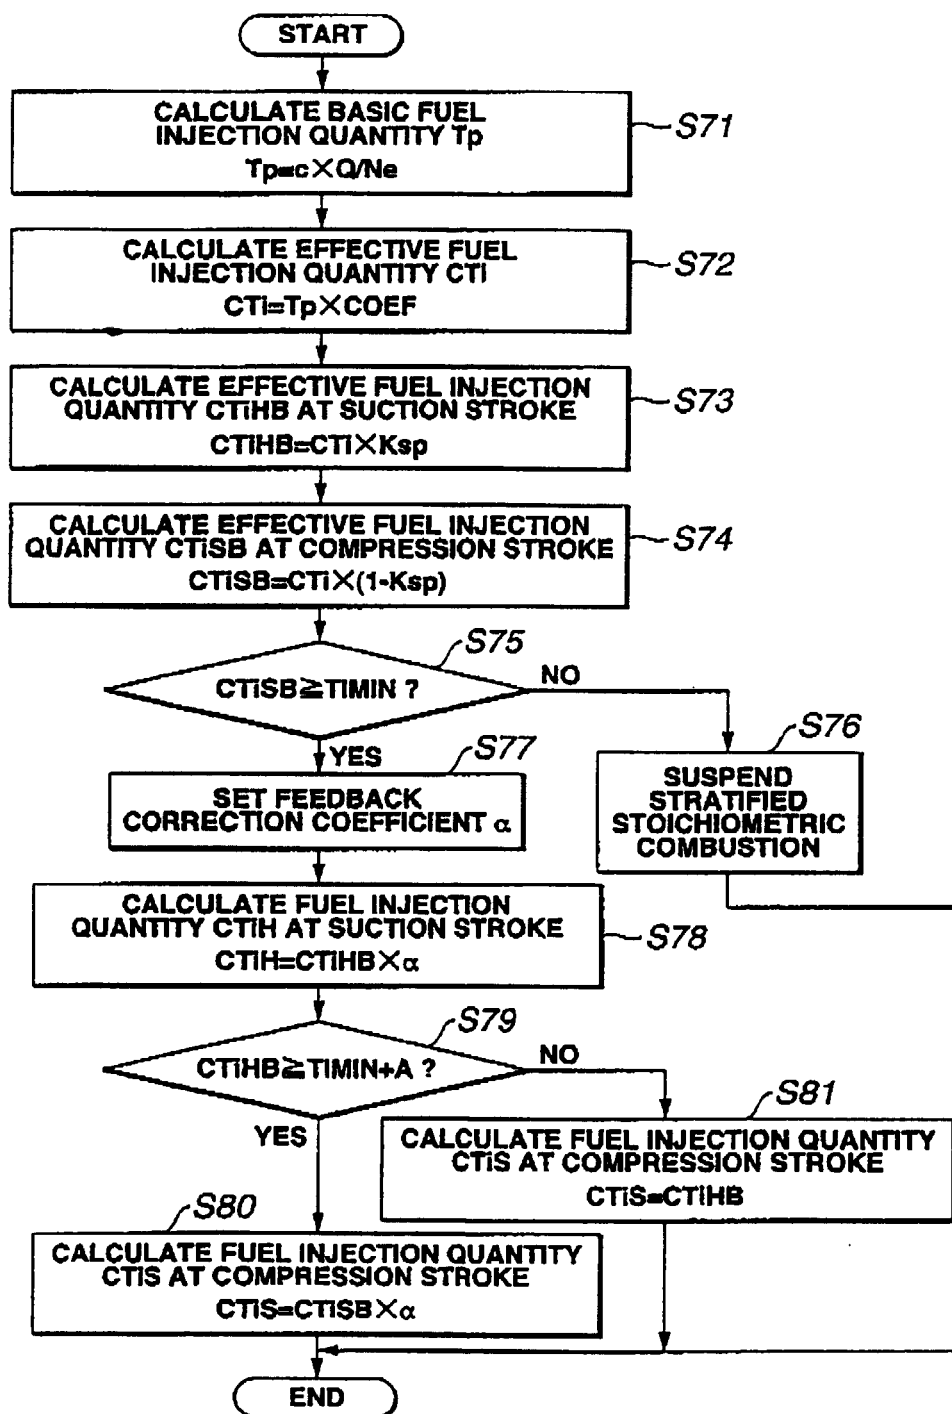 START
CALCULATE BASIC FUEL
INJECTION QUANTITY Tp
Tp=c×Q/Ne
S71
CALCULATE EFFECTIVE FUEL
INJECTION QUANTITY CTi
CTi=Tp×COEF
S72
CALCULATE EFFECTIVE FUEL INJECTION
QUANTITY CTiHB AT SUCTION STROKE
CTiHB=CTi×Ksp
S73
CALCULATE EFFECTIVE FUEL INJECTION
QUANTITY CTiSB AT COMPRESSION STROKE
CTiSB=CTi×(1-Ksp)
S74
S75
CTiSB≧TIMIN ?
NO
YES
S76
SUSPEND
STRATIFIED
STOICHIOMETRIC
COMBUSTION
S77
SET FEEDBACK
CORRECTION COEFFICIENT α
CALCULATE FUEL INJECTION
QUANTITY CTiH AT SUCTION STROKE
CTiH=CTiHB×α
S78
S79
CTiHB≧TIMIN+A ?
NO
YES
S81
CALCULATE FUEL INJECTION QUANTITY
CTiS AT COMPRESSION STROKE
CTiS=CTiHB
S80
CALCULATE FUEL INJECTION QUANTITY
CTiS AT COMPRESSION STROKE
CTiS=CTiSB×α
END